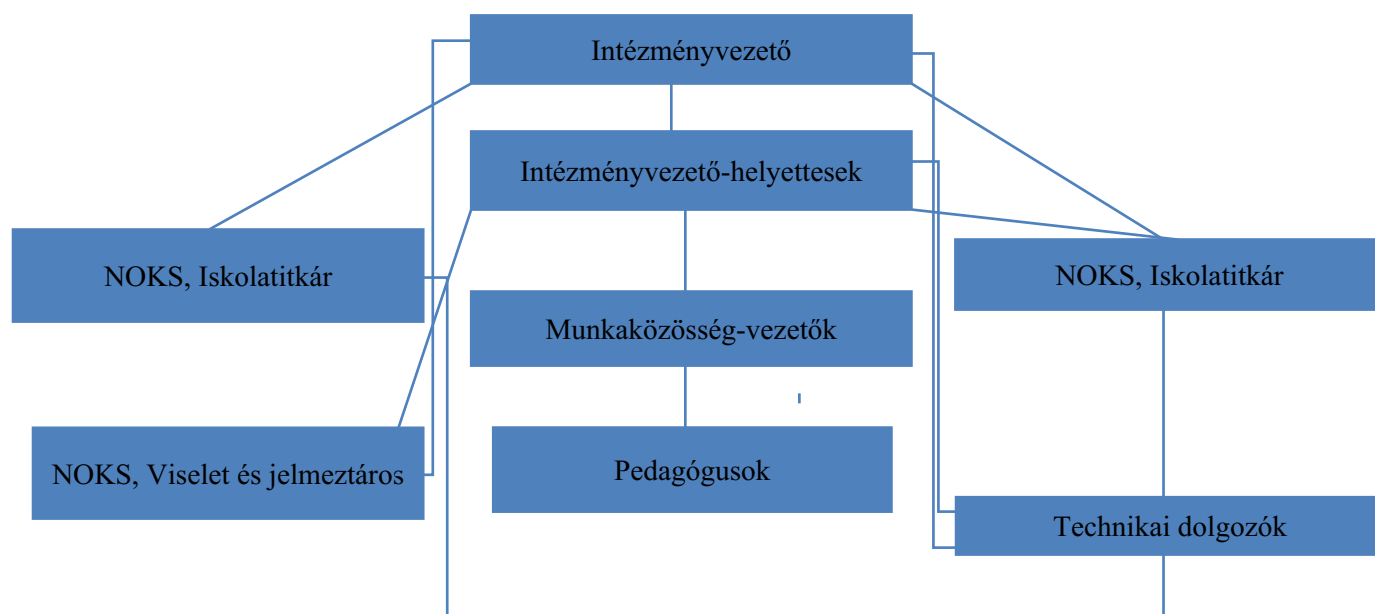 Intézményvezető
Intézményvezető-helyettesek
NOKS, Iskolatitkár
NOKS, Iskolatitkár
Munkaközösség-vezetők
NOKS, Viselet és jelmeztáros
Pedagógusok
Technikai dolgozók